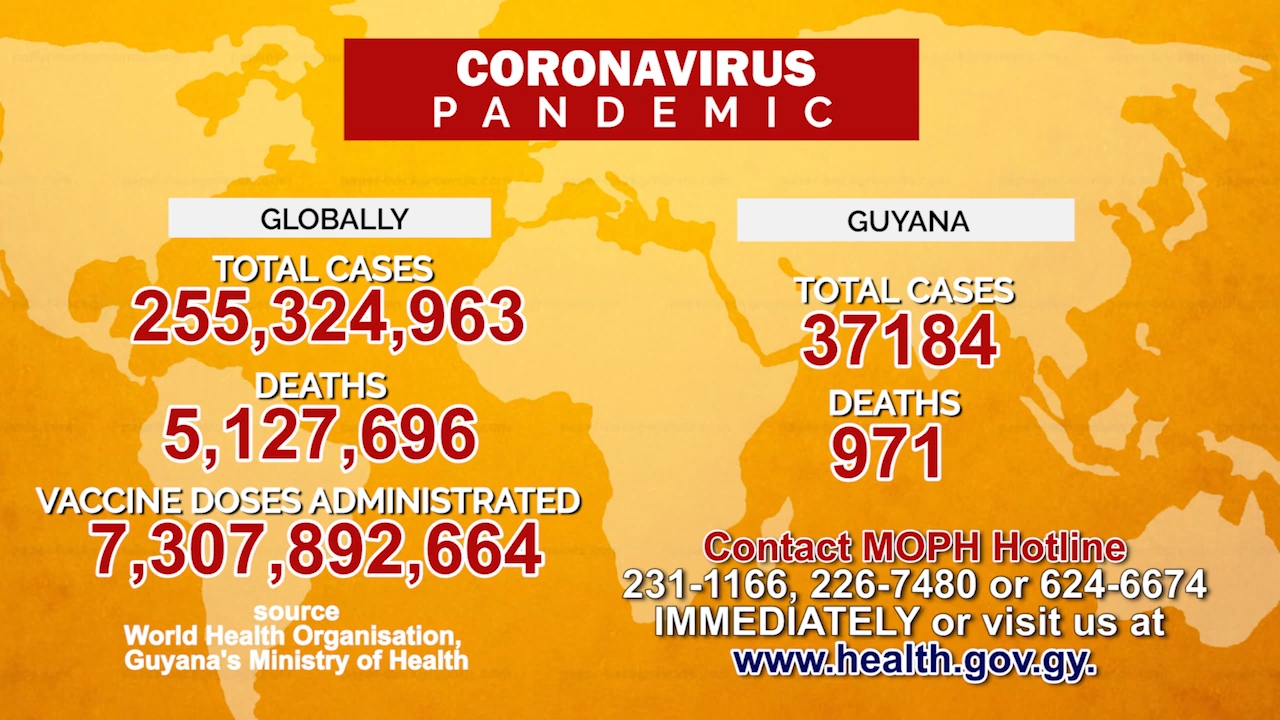 CORONAVIRUS
PANDEMIC
GLOBALLY
TOTAL CASES
255,324,963
DEATHS
5,127,696
VACCINE DOSES ADMINISTRATED
7,307,892,664
source
World Health Organisation,
Guyana's Ministry of Health
GUYANA
TOTAL CASES
37184
DEATHS
971
Contact MOPH Hotline
231-1166, 226-7480 or 624-6674
IMMEDIATELY or visit us at
www.health.gov.gy.